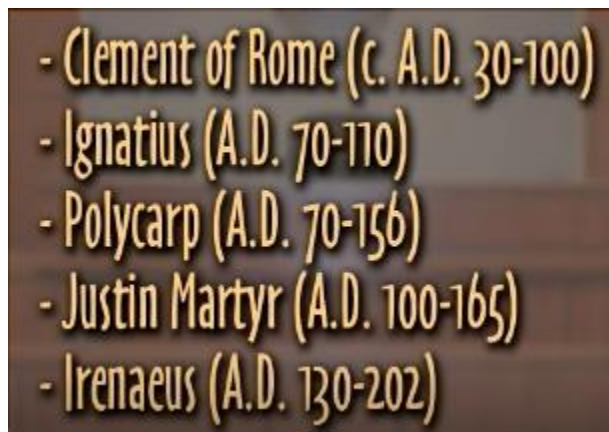 - Clement of Rome (c. A.D. 30-100)
- Ignatius (A.D. 70-110)
- Polycarp (A.D. 70-156)
- Justin Martyr (A.D. 100-165)
- Irenaeus (A.D. 130-202)